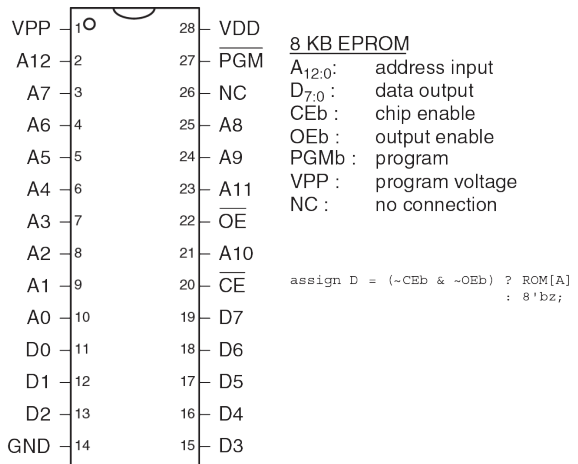 VPP 1 28 VDD
A12 2 27 PGM
A7 3 26 NC
A6 4 25 A8
A5 5 24 A9
A4 6 23 A11
A3 7 22 OE
A2 8 21 A10
A1 9 20 CE
A0 10 19 D7
D0 11 18 D6
D1 12 17 D5
D2 13 16 D4
GND 14 15 D3
8 KB EPROM
A12:0: address input
D7:0 : data output
CEb : chip enable
OEb : output enable
PGMb : program
VPP : program voltage
NC : no connection
assign D = (~CEb & ~OEb) ? ROM[A]
: 8'bz;